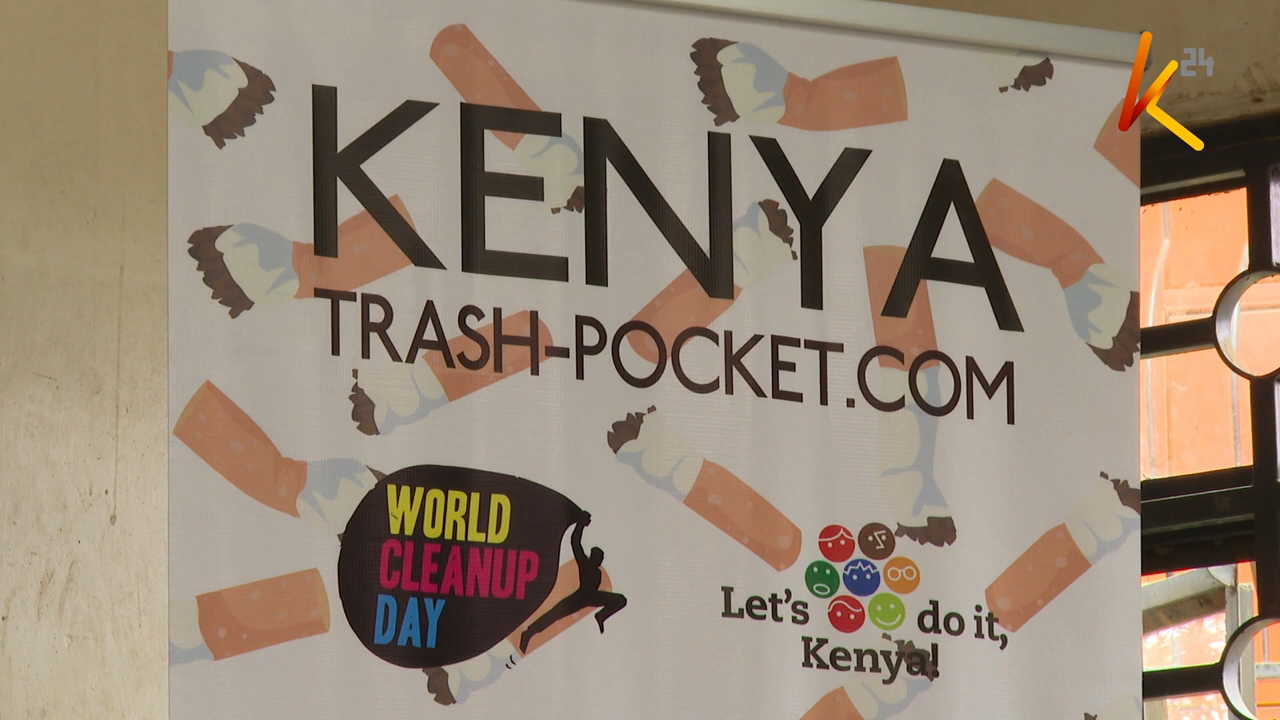 K24
KENYA
TRASH-POCKET.COM
WORLD
CLEANUP
DAY
Let's do it,
Kenya!